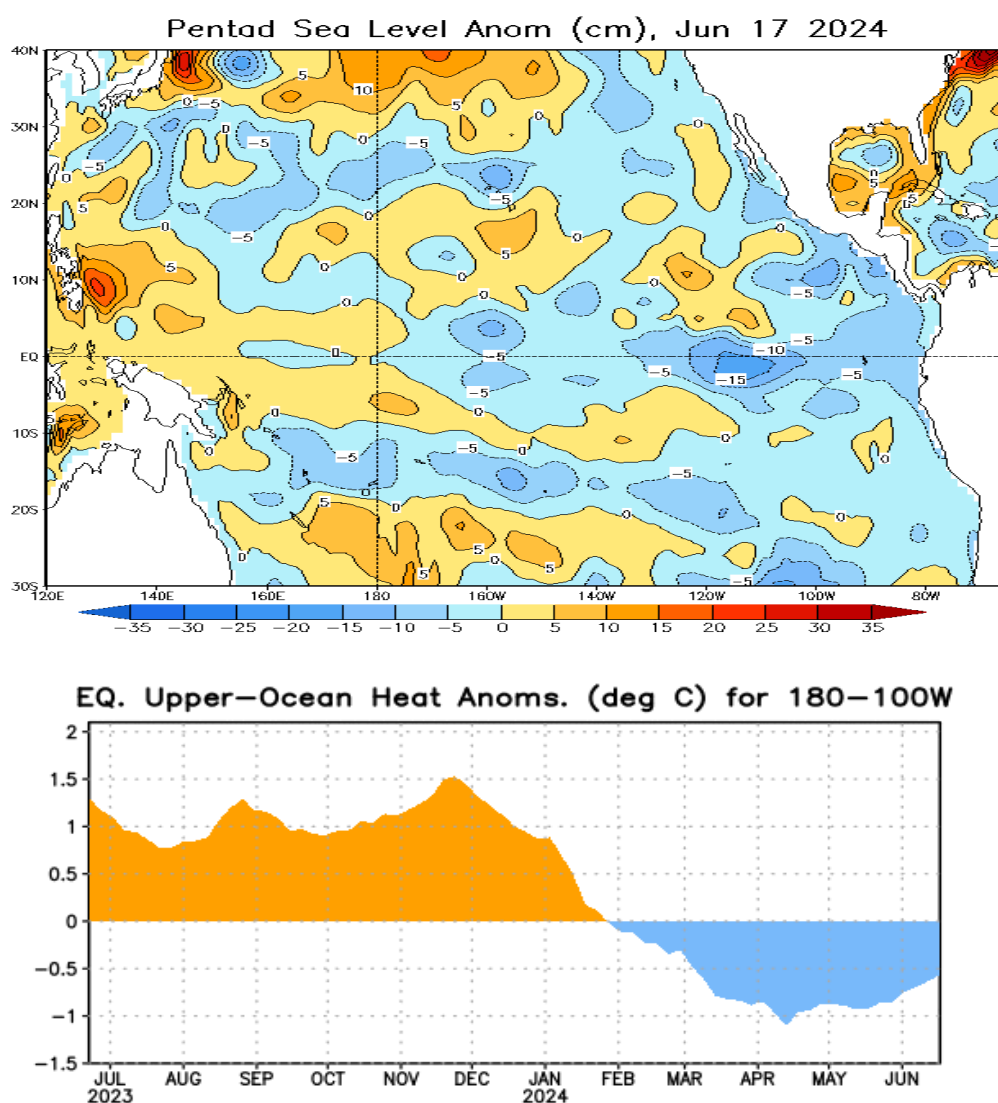 Pentad Sea Level Anom (cm), Jun 17 2024
40N
30N
20N
10N
EQ
10S
20S
30S
120E 140E 160E 180 160W 140W 120W 100W 80W
−35 −30 −25 −20 −15 −10 −5 0 5 10 15 20 25 30 35
EQ. Upper−Ocean Heat Anoms. (deg C) for 180−100W
2
1.5
1
0.5
0
−0.5
−1
−1.5
JUL AUG SEP OCT NOV DEC JAN FEB MAR APR MAY JUN
2023 2024